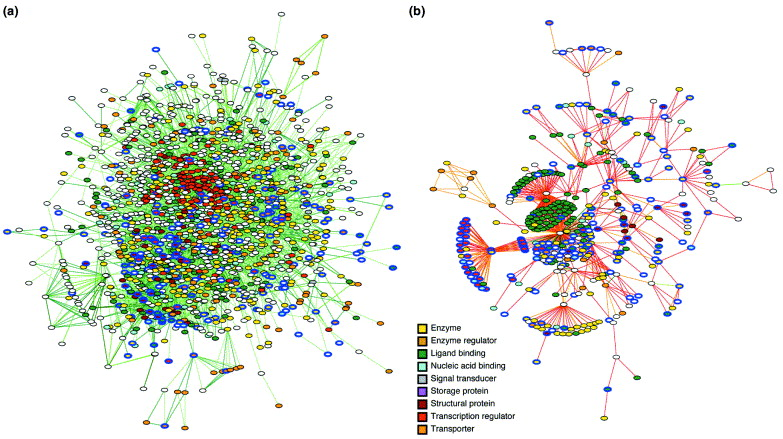 (a)
(b)
Enzyme
Enzyme regulator
Ligand binding
Nucleic acid binding
Signal transducer
Storage protein
Structural protein
Transcription regulator
Transporter